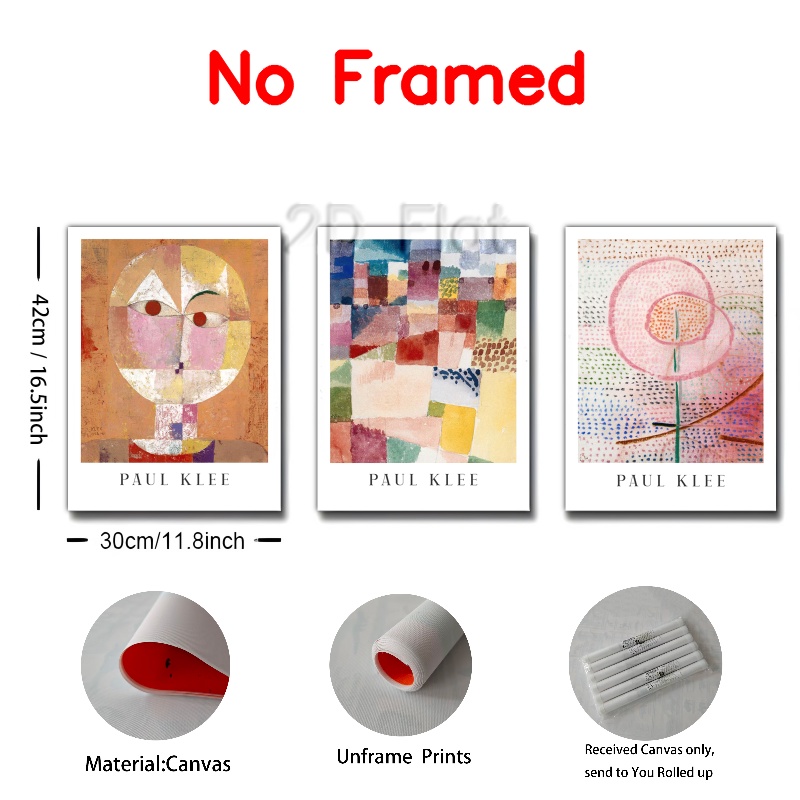 No Framed
2D Flat
42cm / 16.5inch
PAUL KLEE
PAUL KLEE
PAUL KLEE
30cm/11.8inch
Material:Canvas
Unframe Prints
Received Canvas only,
send to You Rolled up